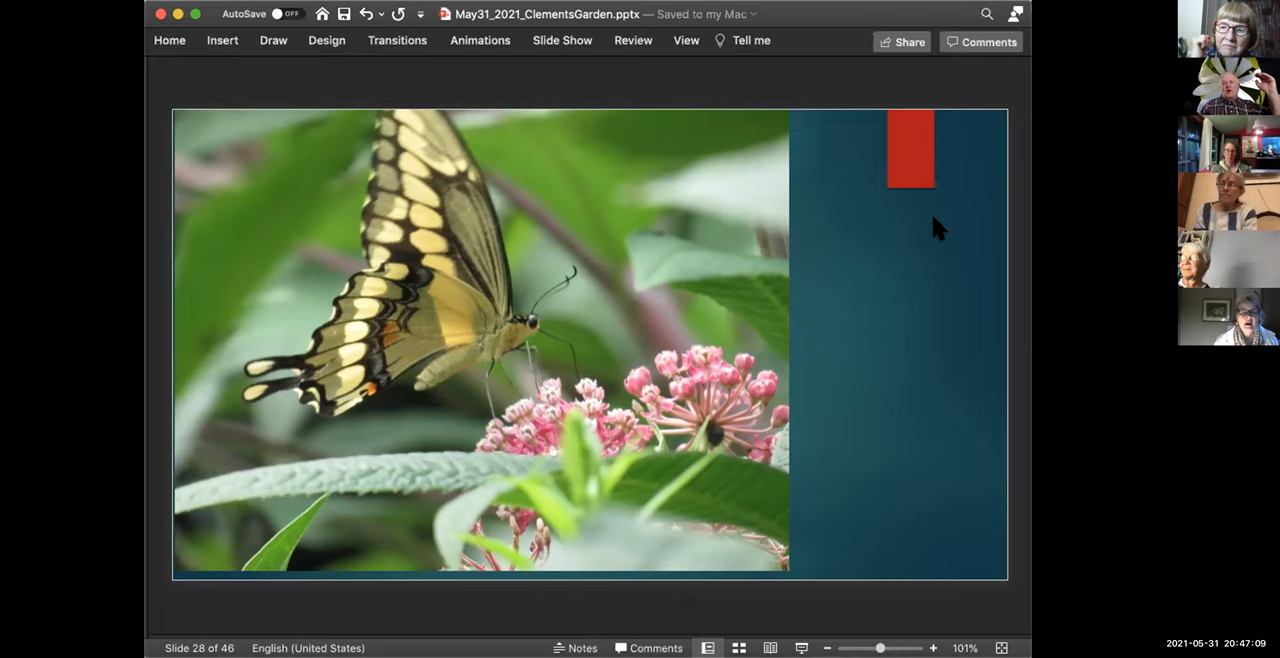 AutoSave OFF May31_2021_ClementsGarden.pptx — Saved to my Mac
Home Insert Draw Design Transitions Animations Slide Show Review View Tell me Share Comments
Slide 28 of 46 English (United States) Notes Comments 101%
2021-05-31 20:47:09